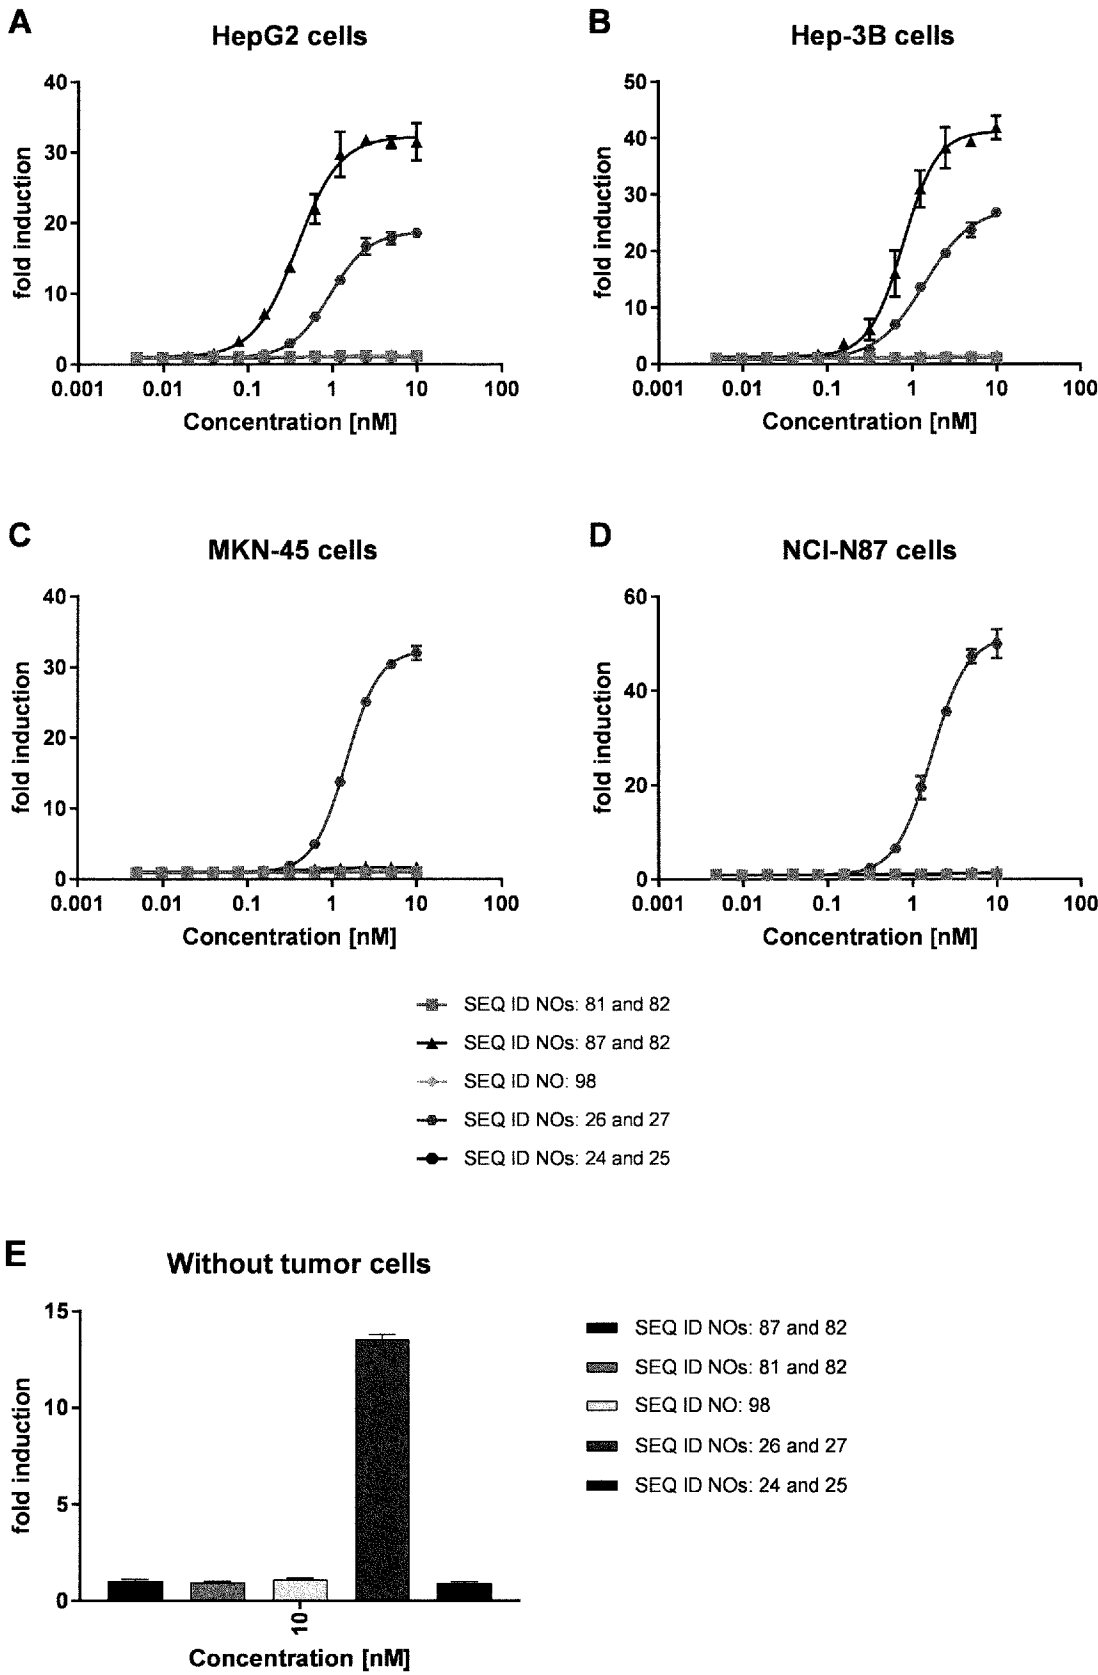 A
HepG2 cells
40
30
20
10
0
fold induction
0.001 0.01 0.1 1 10 100
Concentration [nM]
B
Hep-3B cells
50
40
30
20
10
0
fold induction
0.001 0.01 0.1 1 10 100
Concentration [nM]
C
MKN-45 cells
40
30
20
10
0
fold induction
0.001 0.01 0.1 1 10 100
Concentration [nM]
D
NCI-N87 cells
60
40
20
0
fold induction
0.001 0.01 0.1 1 10 100
Concentration [nM]
SEQ ID NOs: 81 and 82
SEQ ID NOs: 87 and 82
SEQ ID NO: 98
SEQ ID NOs: 26 and 27
SEQ ID NOs: 24 and 25
E
Without tumor cells
15
10
5
0
fold induction
10
Concentration [nM]
SEQ ID NOs: 87 and 82
SEQ ID NOs: 81 and 82
SEQ ID NO: 98
SEQ ID NOs: 26 and 27
SEQ ID NOs: 24 and 25